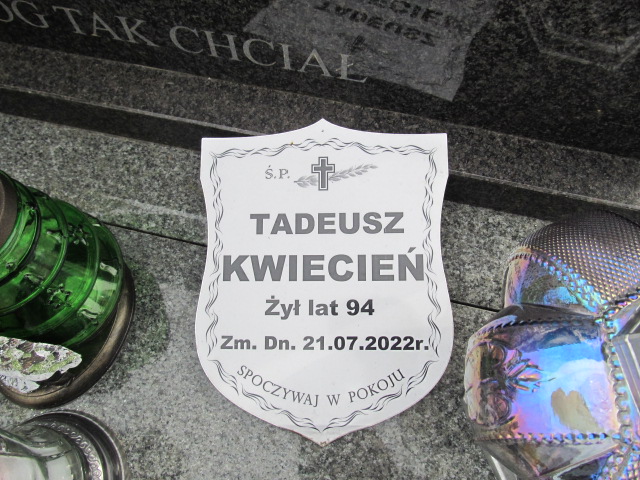 OG TAK CHCIAŁ
Ś.P.
TADEUSZ
KWIECIEŃ
Żył lat 94
Zm. Dn. 21.07.2022r.
SPOCZYWAJ W POKOJU